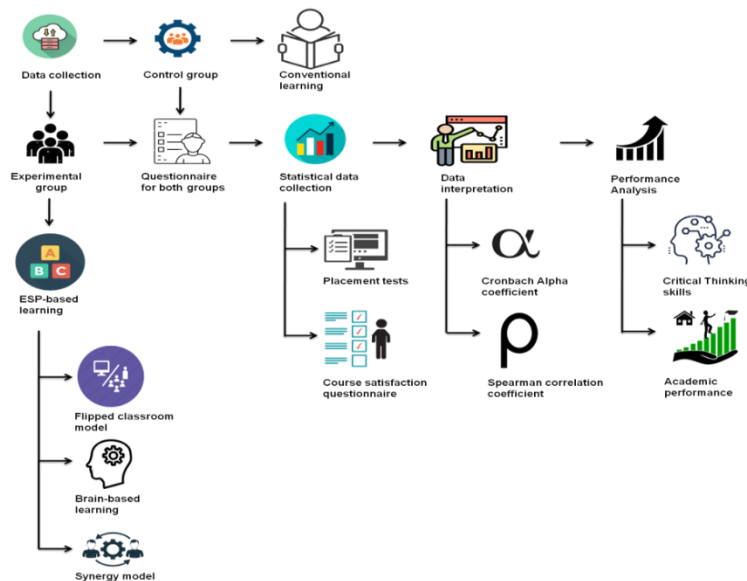 Data collection
Control group
Conventional
learning
Experimental
group
Questionnaire
for both groups
Statistical data
collection
Data
interpretation
Performance
Analysis
A
B C
ESP-based
learning
Placement tests
Cronbach Alpha
coefficient
Critical Thinking
skills
Course satisfaction
questionnaire
Spearman correlation
coefficient
Academic
performance
Flipped classroom
model
Brain-based
learning
Synergy model